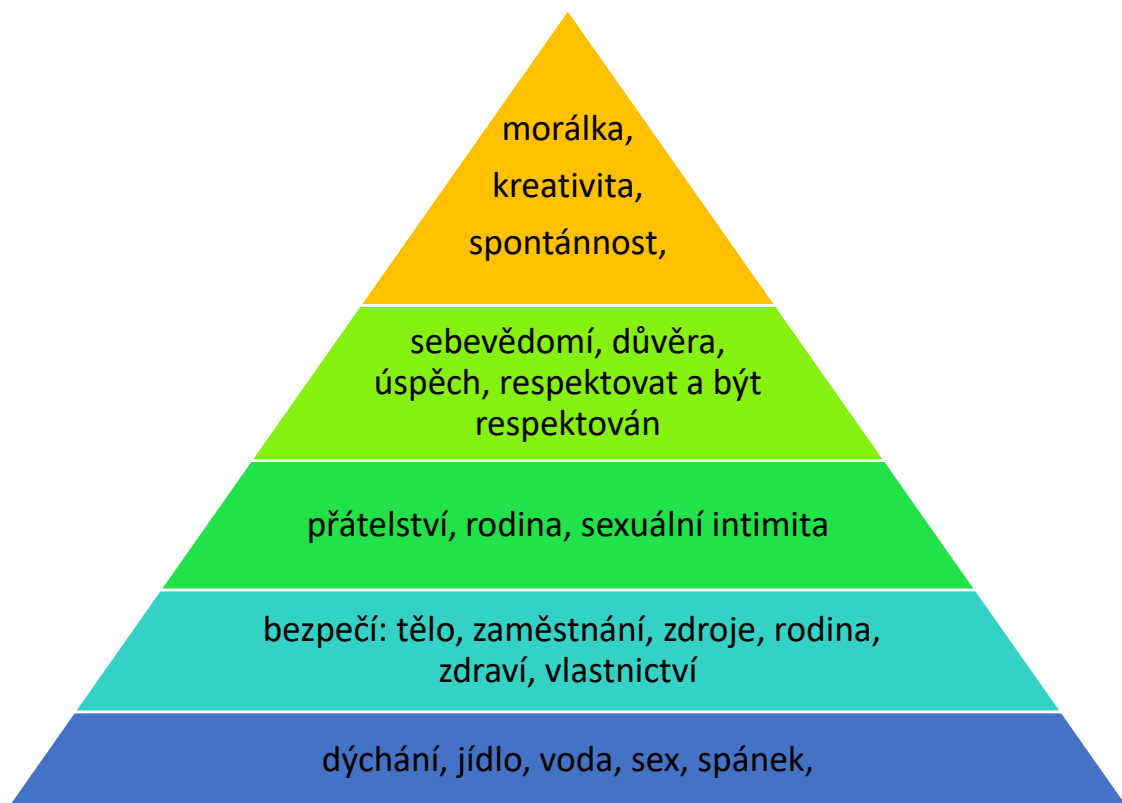 morálka,
kreativita,
spontánnost,
sebevědomí, důvěra,
úspěch, respektovat a být
respektován
přátelství, rodina, sexuální intimita
bezpečí: tělo, zaměstnání, zdroje, rodina,
zdraví, vlastnictví
dýchání, jídlo, voda, sex, spánek,